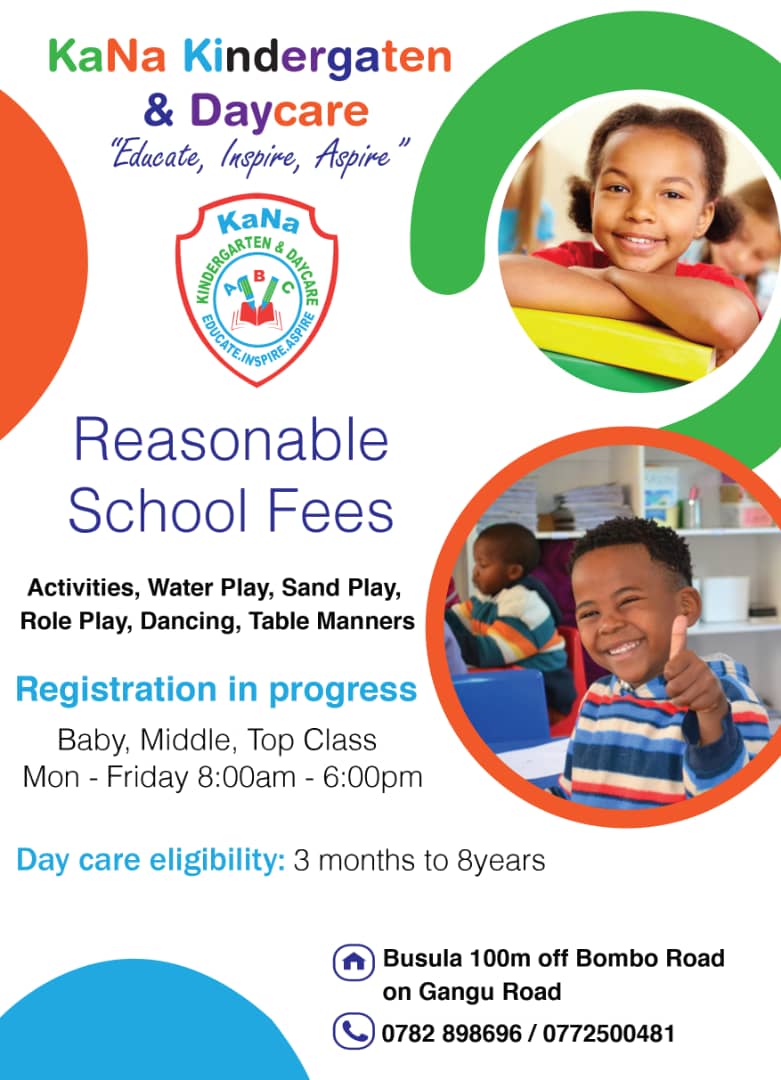 KaNa Kindergaten
& Daycare
“Educate, Inspire, Aspire”
KaNa
KINDERGARTEN & DAYCARE
A B C
EDUCATE.INSPIRE.ASPIRE
Reasonable
School Fees
Activities, Water Play, Sand Play,
Role Play, Dancing, Table Manners
Registration in progress
Baby, Middle, Top Class
Mon - Friday 8:00am - 6:00pm
Day care eligibility: 3 months to 8years
Busula 100m off Bombo Road
on Gangu Road
0782 898696 / 0772500481